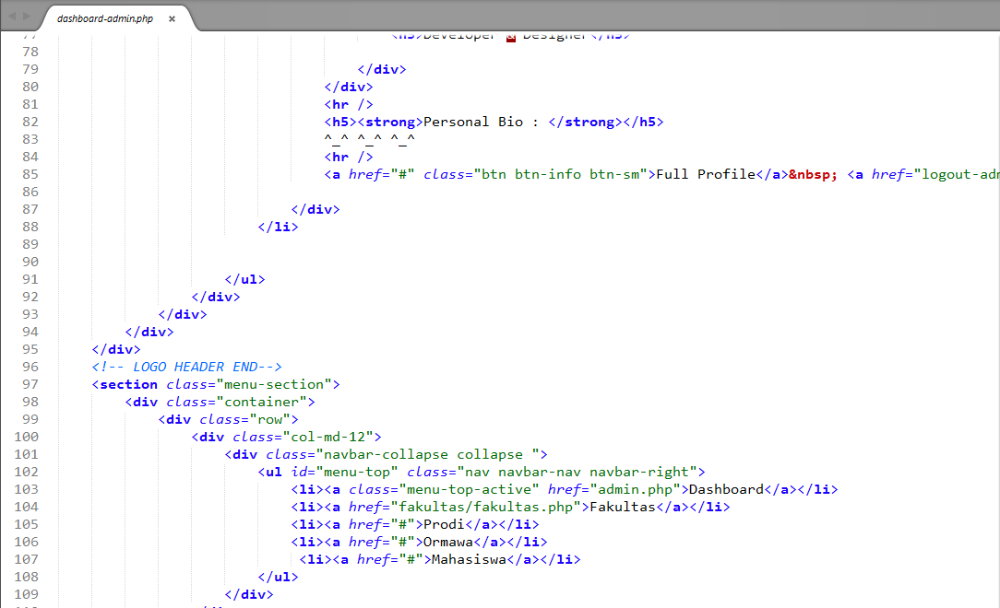 dashboard-admin.php ×
77 <h5>Developer & Designer</h5>
78
79 </div>
80 </div>
81 <hr />
82 <h5><strong>Personal Bio : </strong></h5>
83 ^_^ ^_^ ^_^
84 <hr />
85 <a href="#" class="btn btn-info btn-sm">Full Profile</a>&nbsp; <a href="logout-adm
86
87 </div>
88 </li>
89
90
91 </ul>
92 </div>
93 </div>
94 </div>
95 </div>
96 <!-- LOGO HEADER END-->
97 <section class="menu-section">
98 <div class="container">
99 <div class="row">
100 <div class="col-md-12">
101 <div class="navbar-collapse collapse ">
102 <ul id="menu-top" class="nav navbar-nav navbar-right">
103 <li><a class="menu-top-active" href="admin.php">Dashboard</a></li>
104 <li><a href="fakultas/fakultas.php">Fakultas</a></li>
105 <li><a href="#">Prodi</a></li>
106 <li><a href="#">Ormawa</a></li>
107 <li><a href="#">Mahasiswa</a></li>
108 </ul>
109 </div>